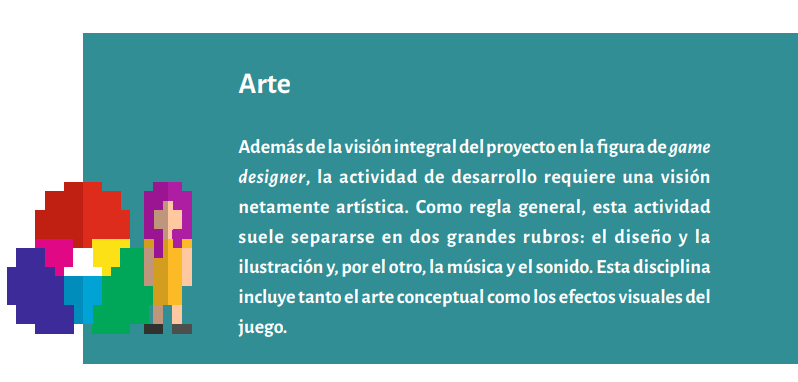 Arte
Además de la visión integral del proyecto en la figura de game
designer, la actividad de desarrollo requiere una visión
netamente artística. Como regla general, esta actividad
suele separarse en dos grandes rubros: el diseño y la
ilustración y, por el otro, la música y el sonido. Esta disciplina
incluye tanto el arte conceptual como los efectos visuales del
juego.